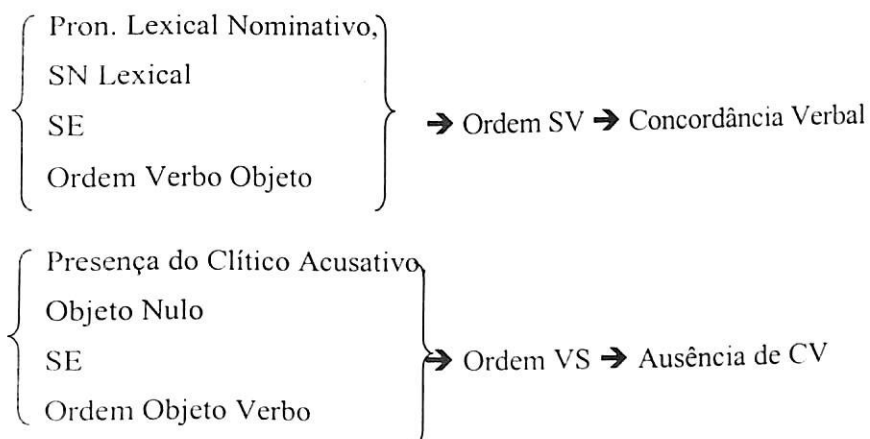 Pron. Lexical Nominativo,
SN Lexical
SE
Ordem Verbo Objeto
➔ Ordem SV ➔ Concordância Verbal
Presença do Clítico Acusativo,
Objeto Nulo
SE
Ordem Objeto Verbo
➔ Ordem VS ➔ Ausência de CV